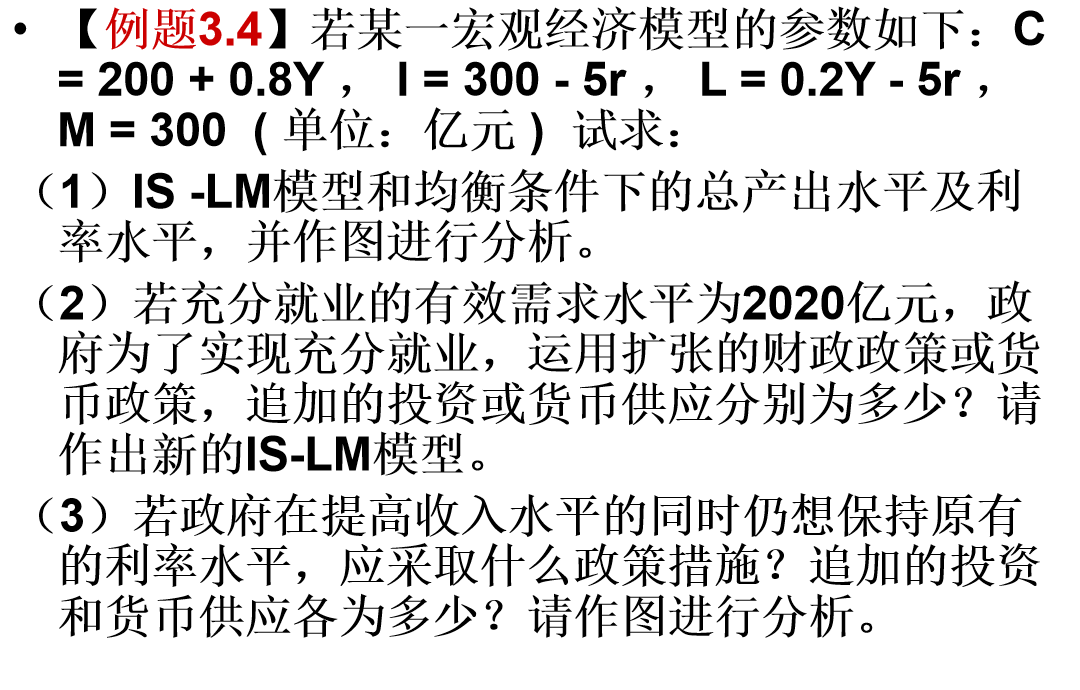 • 【例题3.4】若某一宏观经济模型的参数如下：C
= 200 + 0.8Y ， I = 300 - 5r ， L = 0.2Y - 5r ，
M = 300 （单位：亿元）试求：
（1）IS -LM模型和均衡条件下的总产出水平及利
率水平，并作图进行分析。
（2）若充分就业的有效需求水平为2020亿元，政
府为了实现充分就业，运用扩张的财政政策或货
币政策，追加的投资或货币供应分别为多少？请
作出新的IS-LM模型。
（3）若政府在提高收入水平的同时仍想保持原有
的利率水平，应采取什么政策措施？追加的投资
和货币供应各为多少？请作图进行分析。